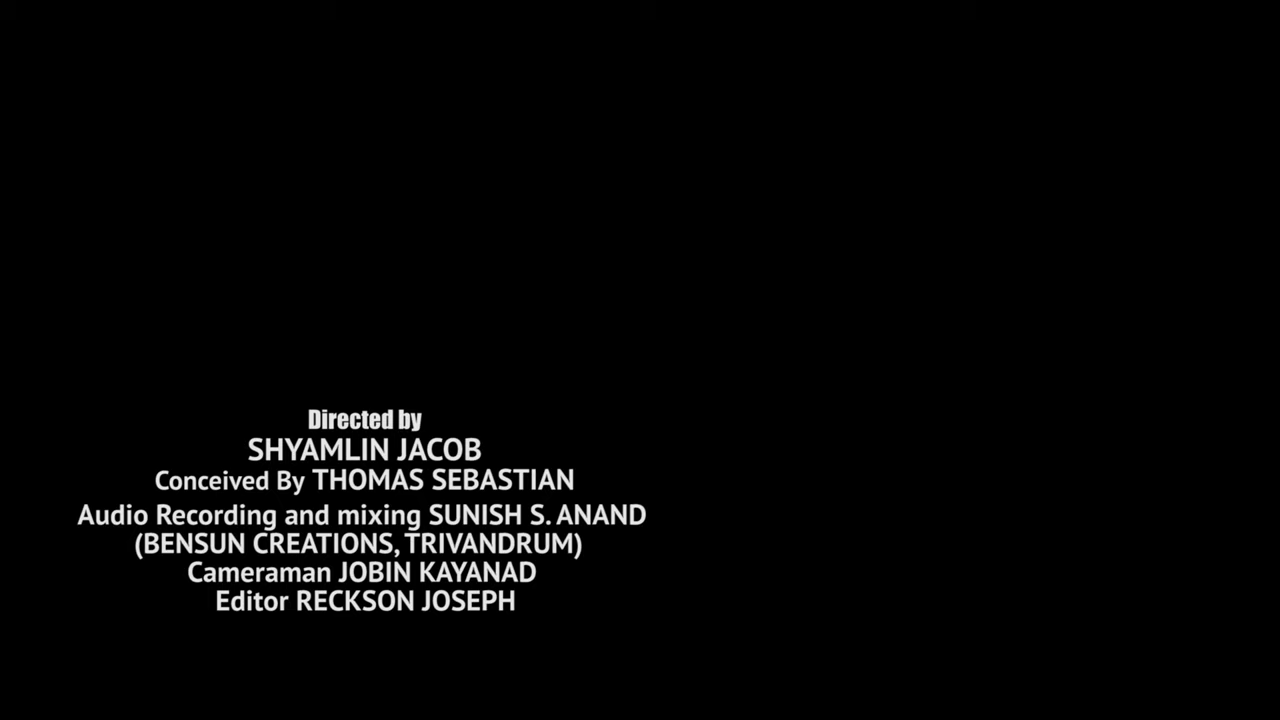 Directed by
SHYAMLIN JACOB
Conceived By THOMAS SEBASTIAN
Audio Recording and mixing SUNISH S. ANAND
(BENSUN CREATIONS, TRIVANDRUM)
Cameraman JOBIN KAYANAD
Editor RECKSON JOSEPH